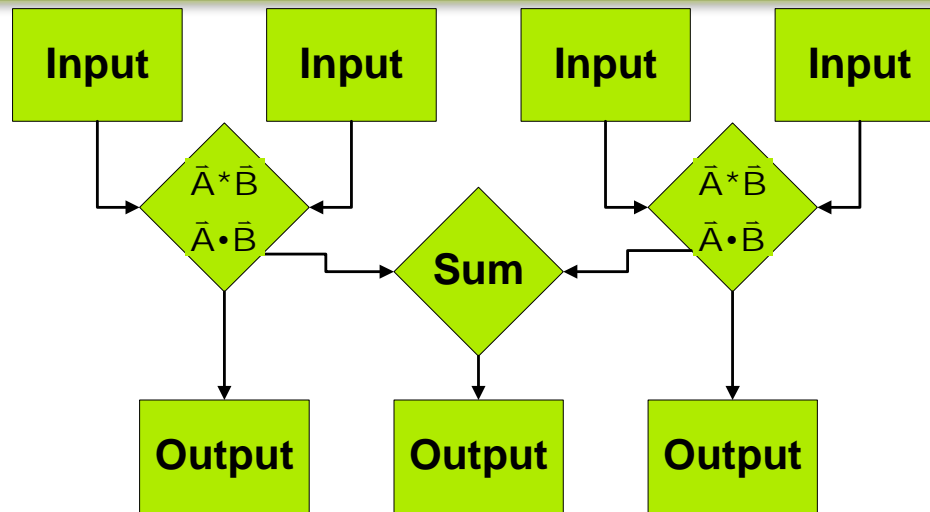 Input Input Input Input
A⃗*B⃗ A⃗*B⃗
A⃗•B⃗ A⃗•B⃗
Sum
Output Output Output